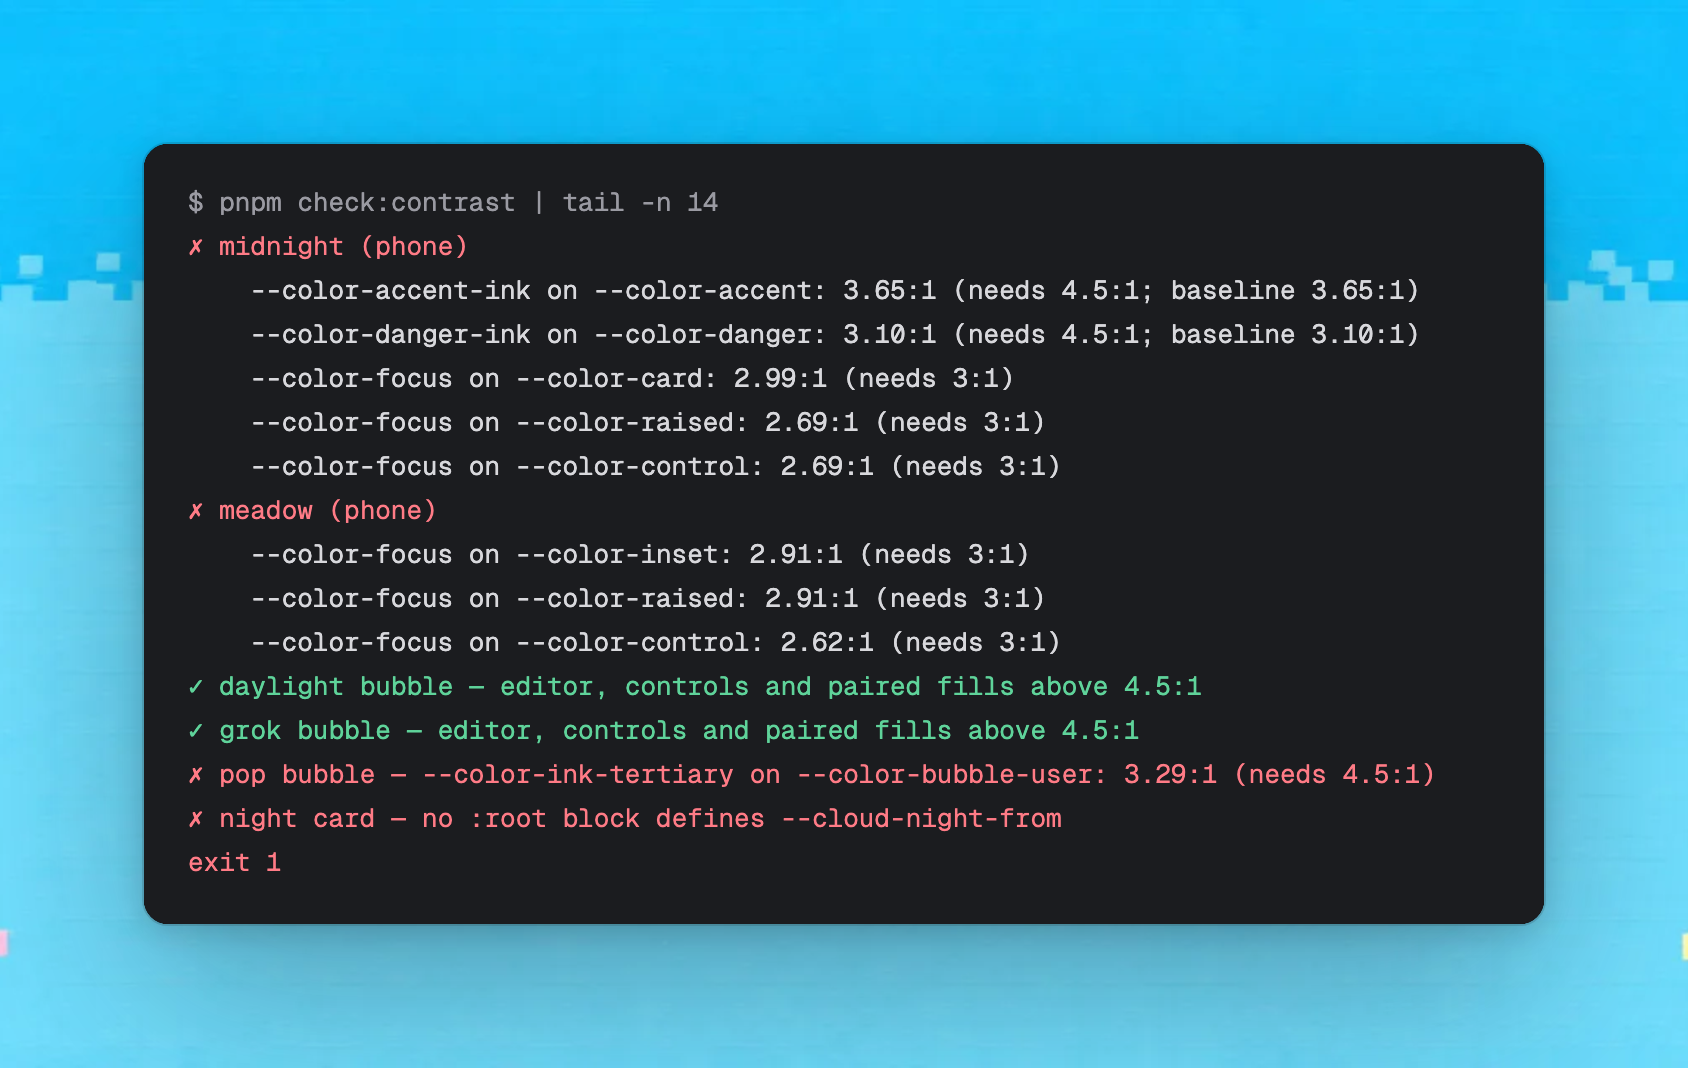 $ pnpm check:contrast | tail -n 14
✗ midnight (phone)
    --color-accent-ink on --color-accent: 3.65:1 (needs 4.5:1; baseline 3.65:1)
    --color-danger-ink on --color-danger: 3.10:1 (needs 4.5:1; baseline 3.10:1)
    --color-focus on --color-card: 2.99:1 (needs 3:1)
    --color-focus on --color-raised: 2.69:1 (needs 3:1)
    --color-focus on --color-control: 2.69:1 (needs 3:1)
✗ meadow (phone)
    --color-focus on --color-inset: 2.91:1 (needs 3:1)
    --color-focus on --color-raised: 2.91:1 (needs 3:1)
    --color-focus on --color-control: 2.62:1 (needs 3:1)
✓ daylight bubble — editor, controls and paired fills above 4.5:1
✓ grok bubble — editor, controls and paired fills above 4.5:1
✗ pop bubble — --color-ink-tertiary on --color-bubble-user: 3.29:1 (needs 4.5:1)
✗ night card — no :root block defines --cloud-night-from
exit 1